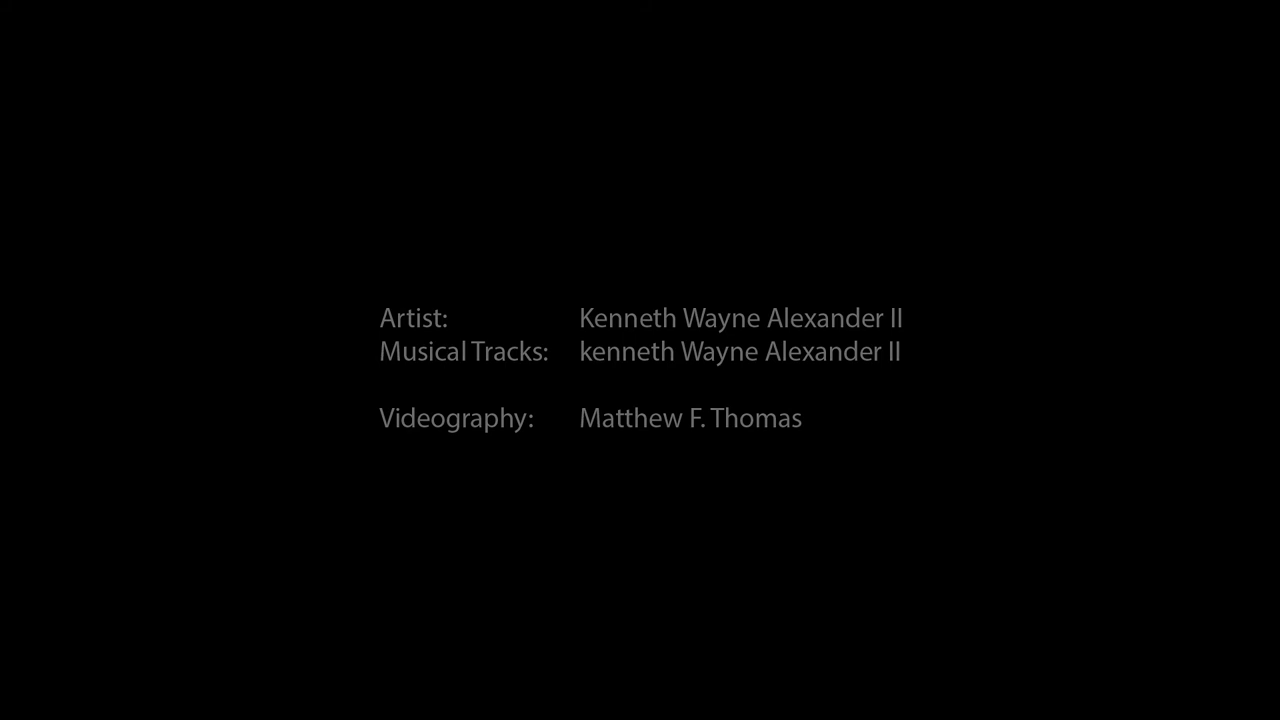 Artist: Kenneth Wayne Alexander II
Musical Tracks: kenneth Wayne Alexander II
Videography: Matthew F. Thomas